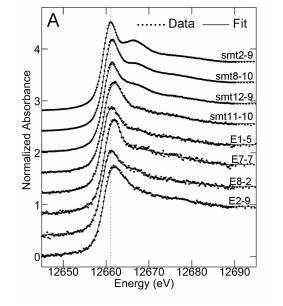 A
Data
Fit
4
3
2
1
0
Normalized Absorbance
smt2-9
smt8-10
smt12-9
smt11-10
E1-5
E7-7
E8-2
E2-9
12650 12660 12670 12680 12690
Energy (eV)